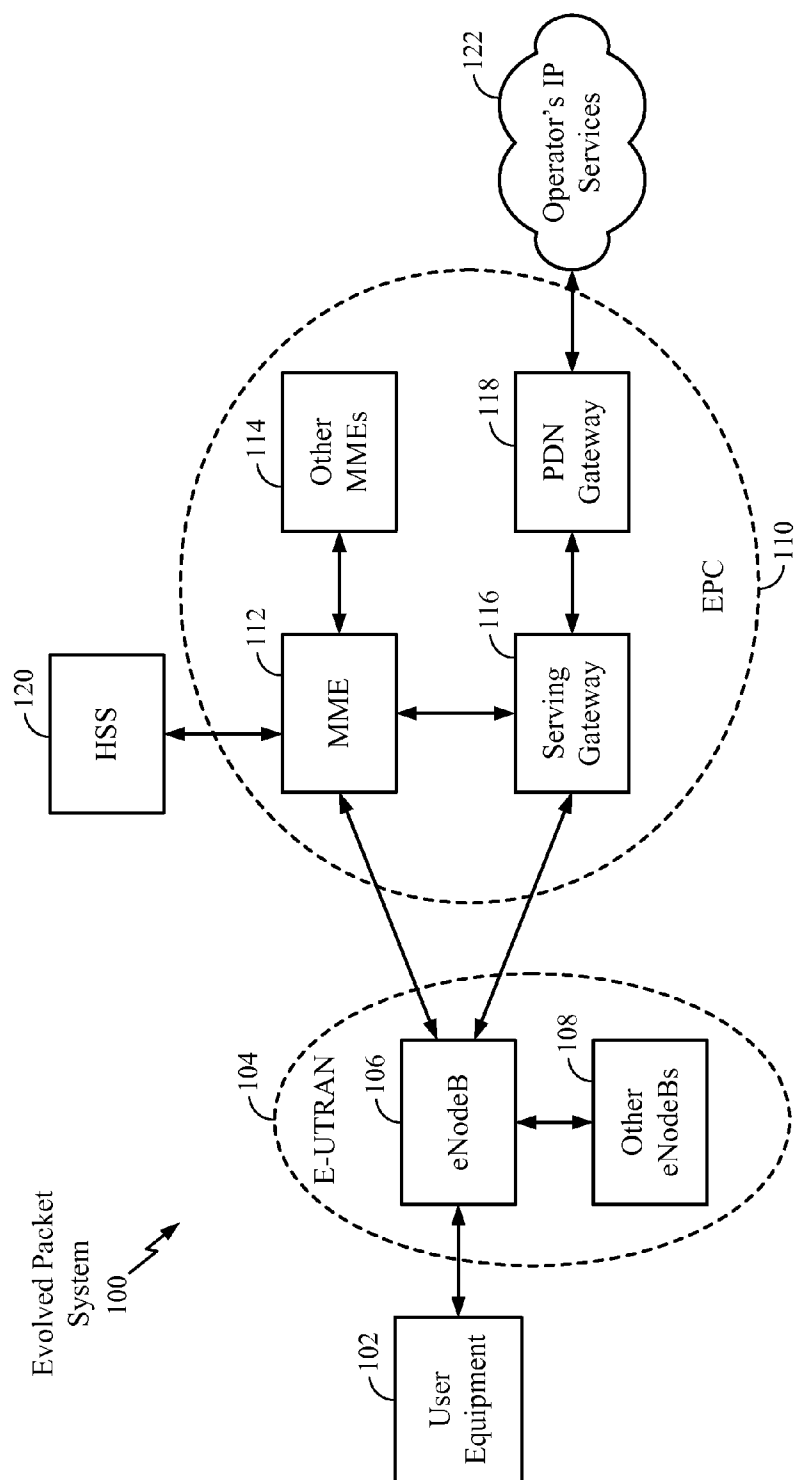 Evolved Packet
System
100
102
User
Equipment
104
E-UTRAN
106
eNodeB
108
Other
eNodeBs
120
HSS
112
MME
114
Other
MMEs
116
Serving
Gateway
118
PDN
Gateway
EPC
110
122
Operator's IP
Services